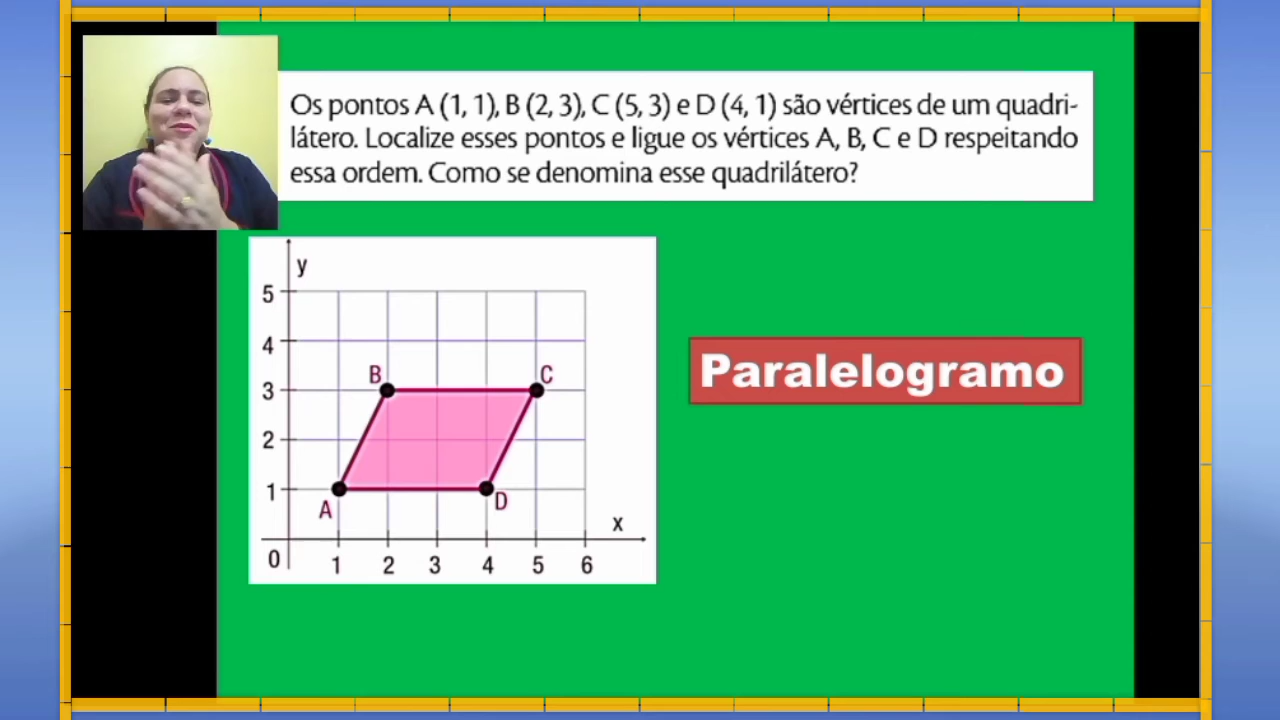 Os pontos A (1, 1), B (2, 3), C (5, 3) e D (4, 1) são vértices de um quadri-
látero. Localize esses pontos e ligue os vértices A, B, C e D respeitando
essa ordem. Como se denomina esse quadrilátero?
y
5
4
B
C
3
2
1
A
D
x
0
1 2 3 4 5 6
Paralelogramo